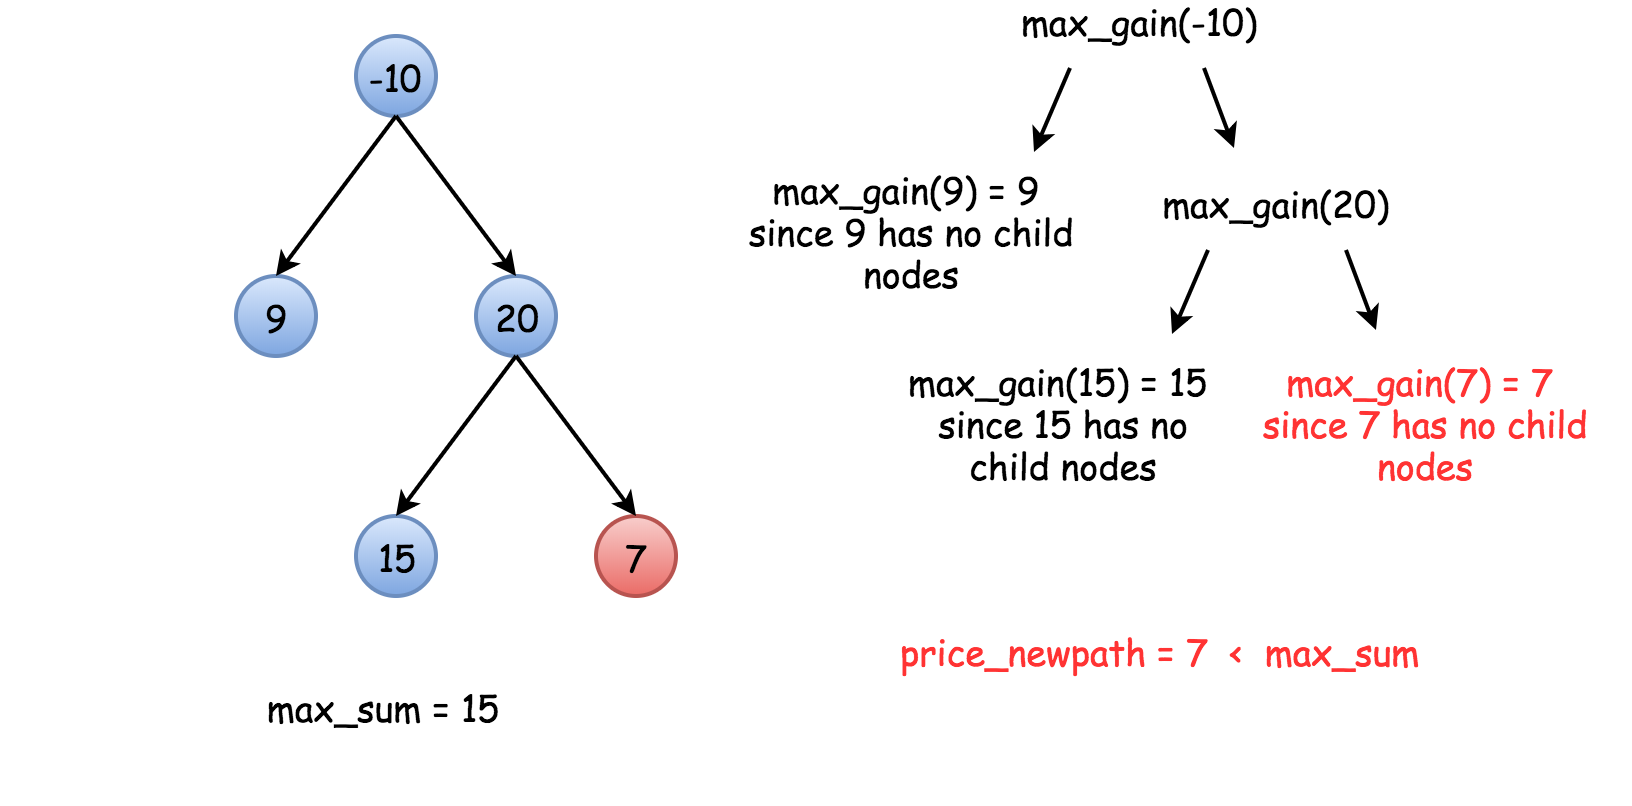 -10
9
20
15
7
max_sum = 15
max_gain(-10)
max_gain(9) = 9
since 9 has no child
nodes
max_gain(20)
max_gain(15) = 15
since 15 has no
child nodes
max_gain(7) = 7
since 7 has no child
nodes
price_newpath = 7 < max_sum